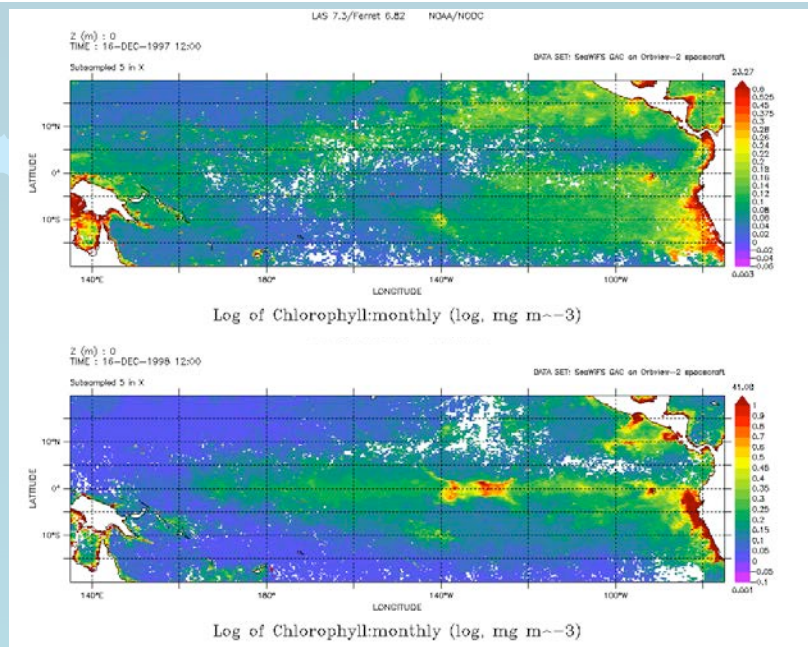 LAS 7.3/Ferret 6.82 NOAA/NODC
Z (m) : 0
TIME : 16-DEC-1997 12:00
Subsampled 5 in X
DATA SET: SeaWiFS GAC on Orbview-2 spacecraft
23.27
0.6
0.525
0.45
0.375
0.3
0.28
0.26
0.24
0.22
0.2
0.18
0.16
0.14
0.12
0.1
0.08
0.06
0.04
0.02
0
-0.02
-0.04
-0.06
0.003
LATITUDE
10°N
0°
10°S
140°E
180°
140°W
100°W
LONGITUDE
Log of Chlorophyll:monthly (log, mg m~-3)
Z (m) : 0
TIME : 16-DEC-1998 12:00
Subsampled 5 in X
DATA SET: SeaWiFS GAC on Orbview-2 spacecraft
41.08
1
0.9
0.8
0.7
0.6
0.5
0.45
0.4
0.35
0.3
0.25
0.2
0.15
0.1
0.05
0
-0.05
-0.1
0.001
LATITUDE
10°N
0°
10°S
140°E
180°
140°W
100°W
LONGITUDE
Log of Chlorophyll:monthly (log, mg m~-3)